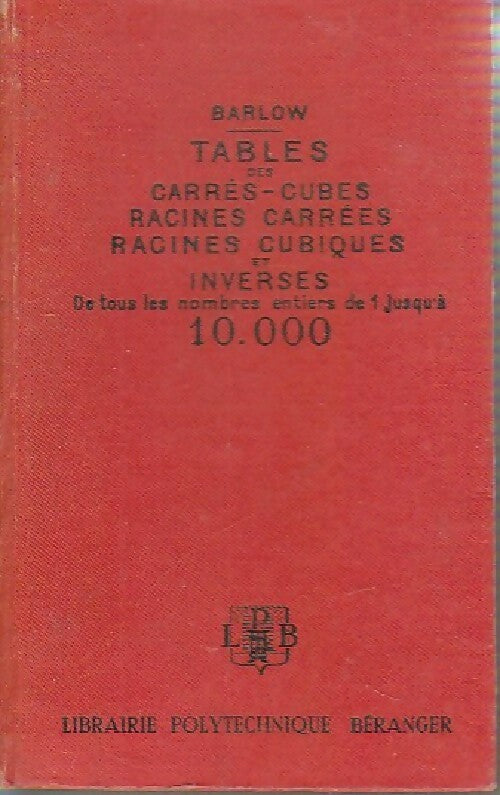 BARLOW
TABLES
DES
CARRÉS-CUBES
RACINES CARRÉES
RACINES CUBIQUES
ET
INVERSES
De tous les nombres entiers de 1 jusqu'à
10.000
LPB
LIBRAIRIE POLYTECHNIQUE BÉRANGER